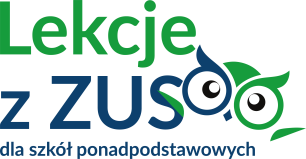 Lekcje
z ZUS
dla szkół ponadpodstawowych